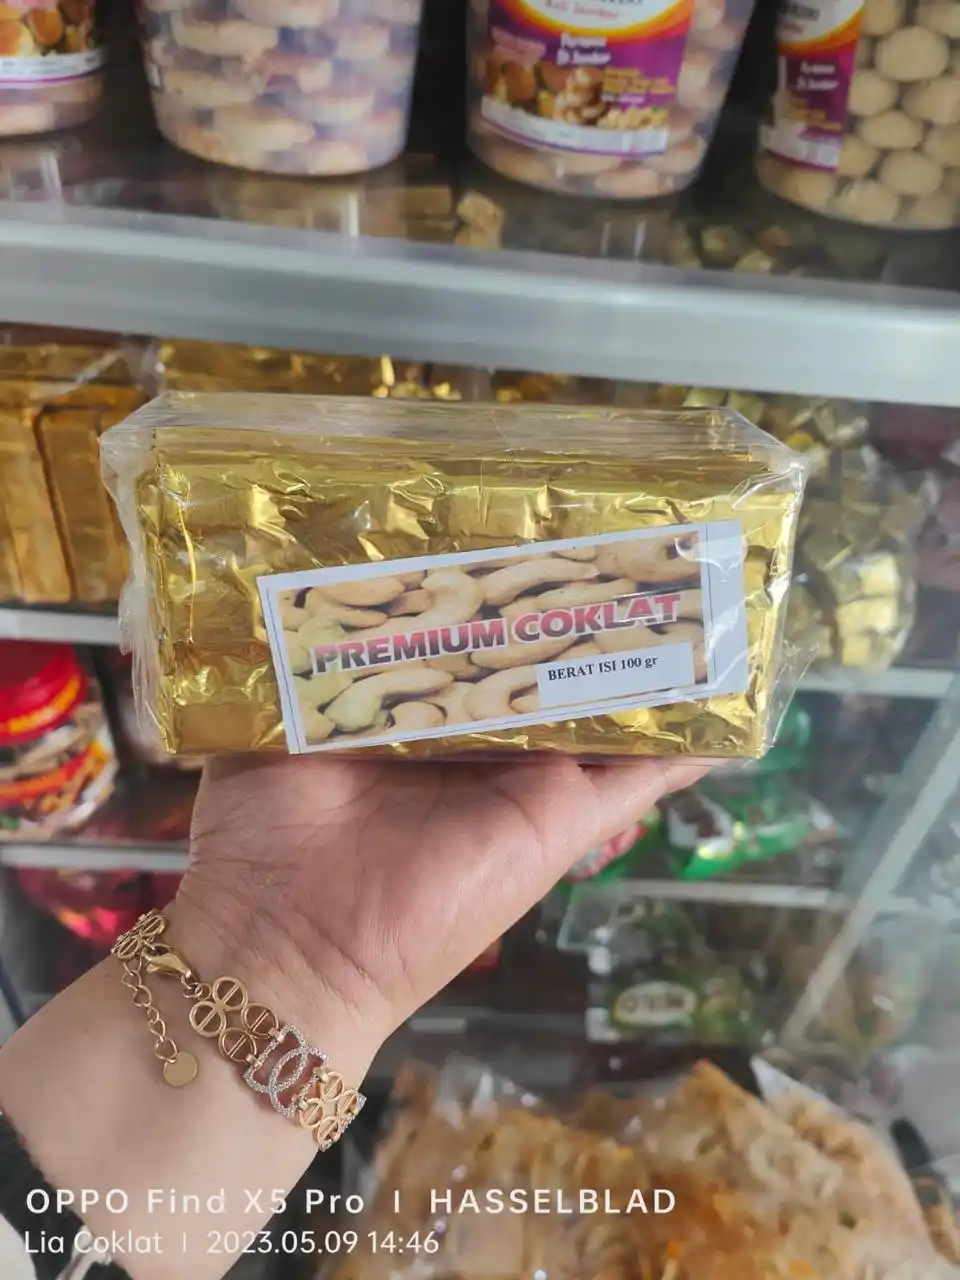 PREMIUM COKLAT
BERAT ISI 100 gr
OPPO Find X5 Pro | HASSELBLAD
Lia Coklat | 2023.05.09 14:46